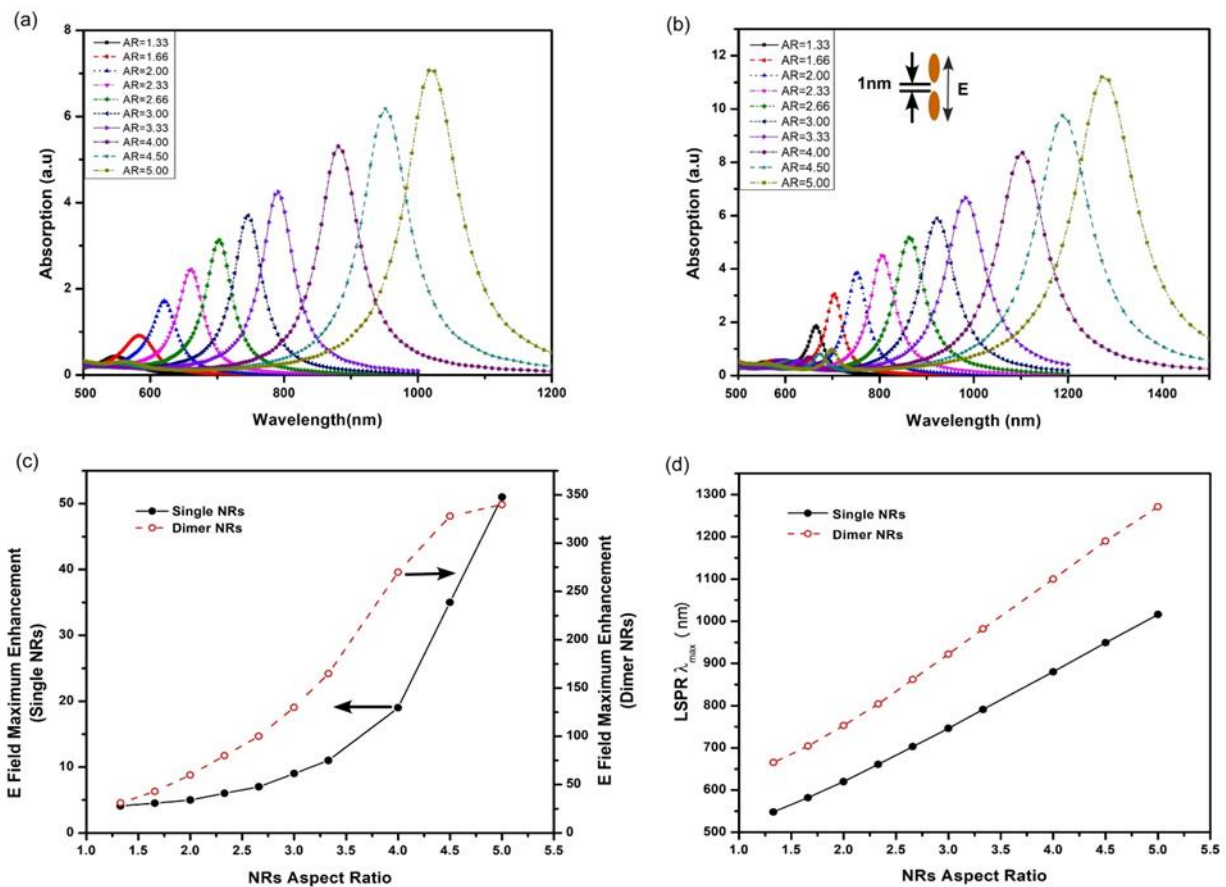 (a)
8
6
4
2
0
Absorption (a.u)
AR=1.33
AR=1.66
AR=2.00
AR=2.33
AR=2.66
AR=3.00
AR=3.33
AR=4.00
AR=4.50
AR=5.00
500 600 700 800 900 1000 1100 1200
Wavelength(nm)
(b)
12
10
8
6
4
2
0
Absorption (a.u)
AR=1.33
AR=1.66
AR=2.00
AR=2.33
AR=2.66
AR=3.00
AR=3.33
AR=4.00
AR=4.50
AR=5.00
1nm
E
500 600 800 1000 1200 1400
Wavelength (nm)
(c)
50
40
30
20
10
0
E Field Maximum Enhancement
(Single NRs)
Single NRs
Dimer NRs
350
300
250
200
150
100
50
0
E Field Maximum Enhancement
(Dimer NRs)
1.0 1.5 2.0 2.5 3.0 3.5 4.0 4.5 5.0 5.5
NRs Aspect Ratio
(d)
1300
1200
1100
1000
900
800
700
600
500
LSPR λmax (nm)
Single NRs
Dimer NRs
1.0 1.5 2.0 2.5 3.0 3.5 4.0 4.5 5.0 5.5
NRs Aspect Ratio